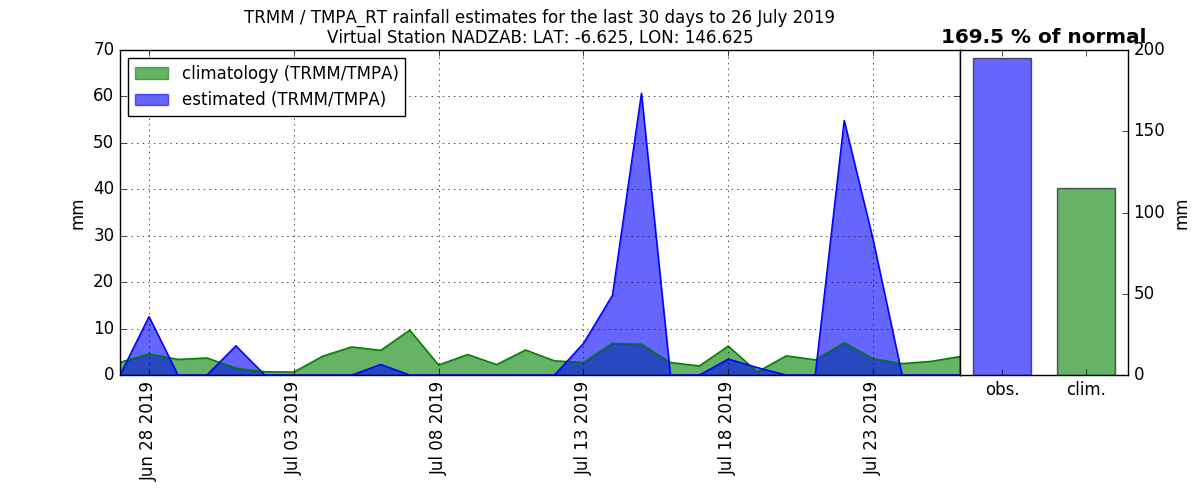 TRMM / TMPA_RT rainfall estimates for the last 30 days to 26 July 2019
Virtual Station NADZAB: LAT: -6.625, LON: 146.625
169.5 % of normal
climatology (TRMM/TMPA)
estimated (TRMM/TMPA)
mm
70
60
50
40
30
20
10
0
Jun 28 2019
Jul 03 2019
Jul 08 2019
Jul 13 2019
Jul 18 2019
Jul 23 2019
obs.
clim.
200
150
100
50
0
mm